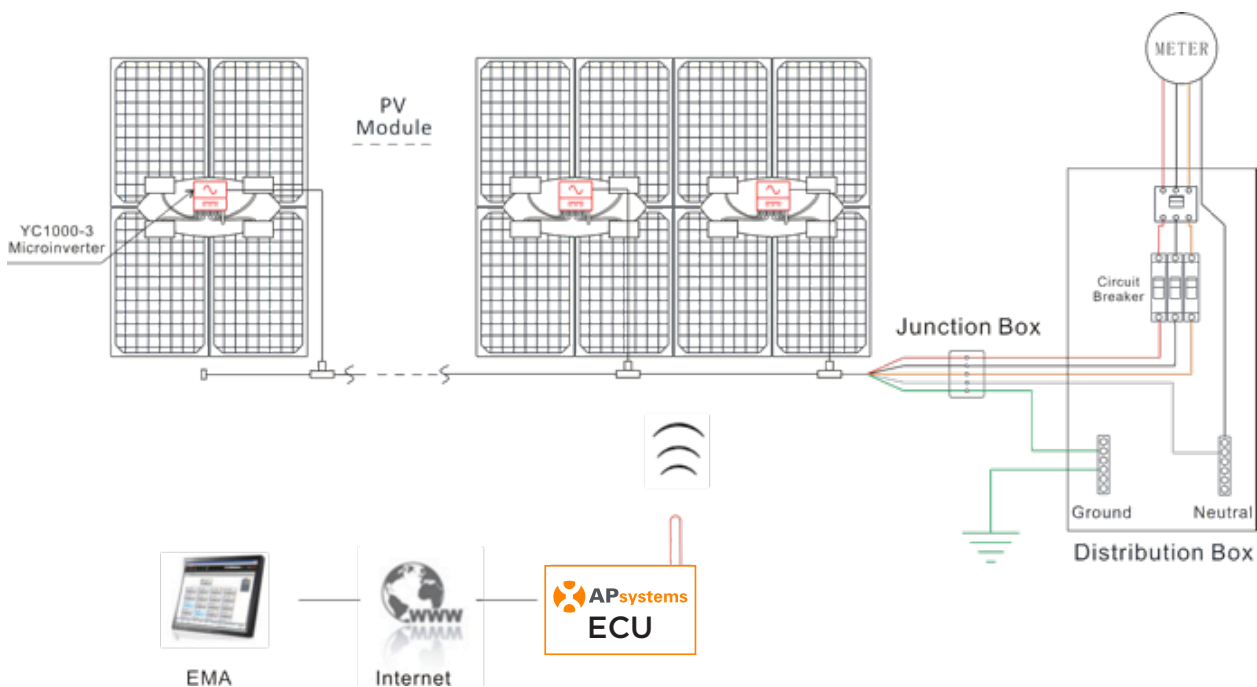 METER
PV
Module
YC1000-3
Microinverter
Circuit
Breaker
Junction Box
Ground
Neutral
Distribution Box
APsystems
ECU
WWW
EMA
Internet